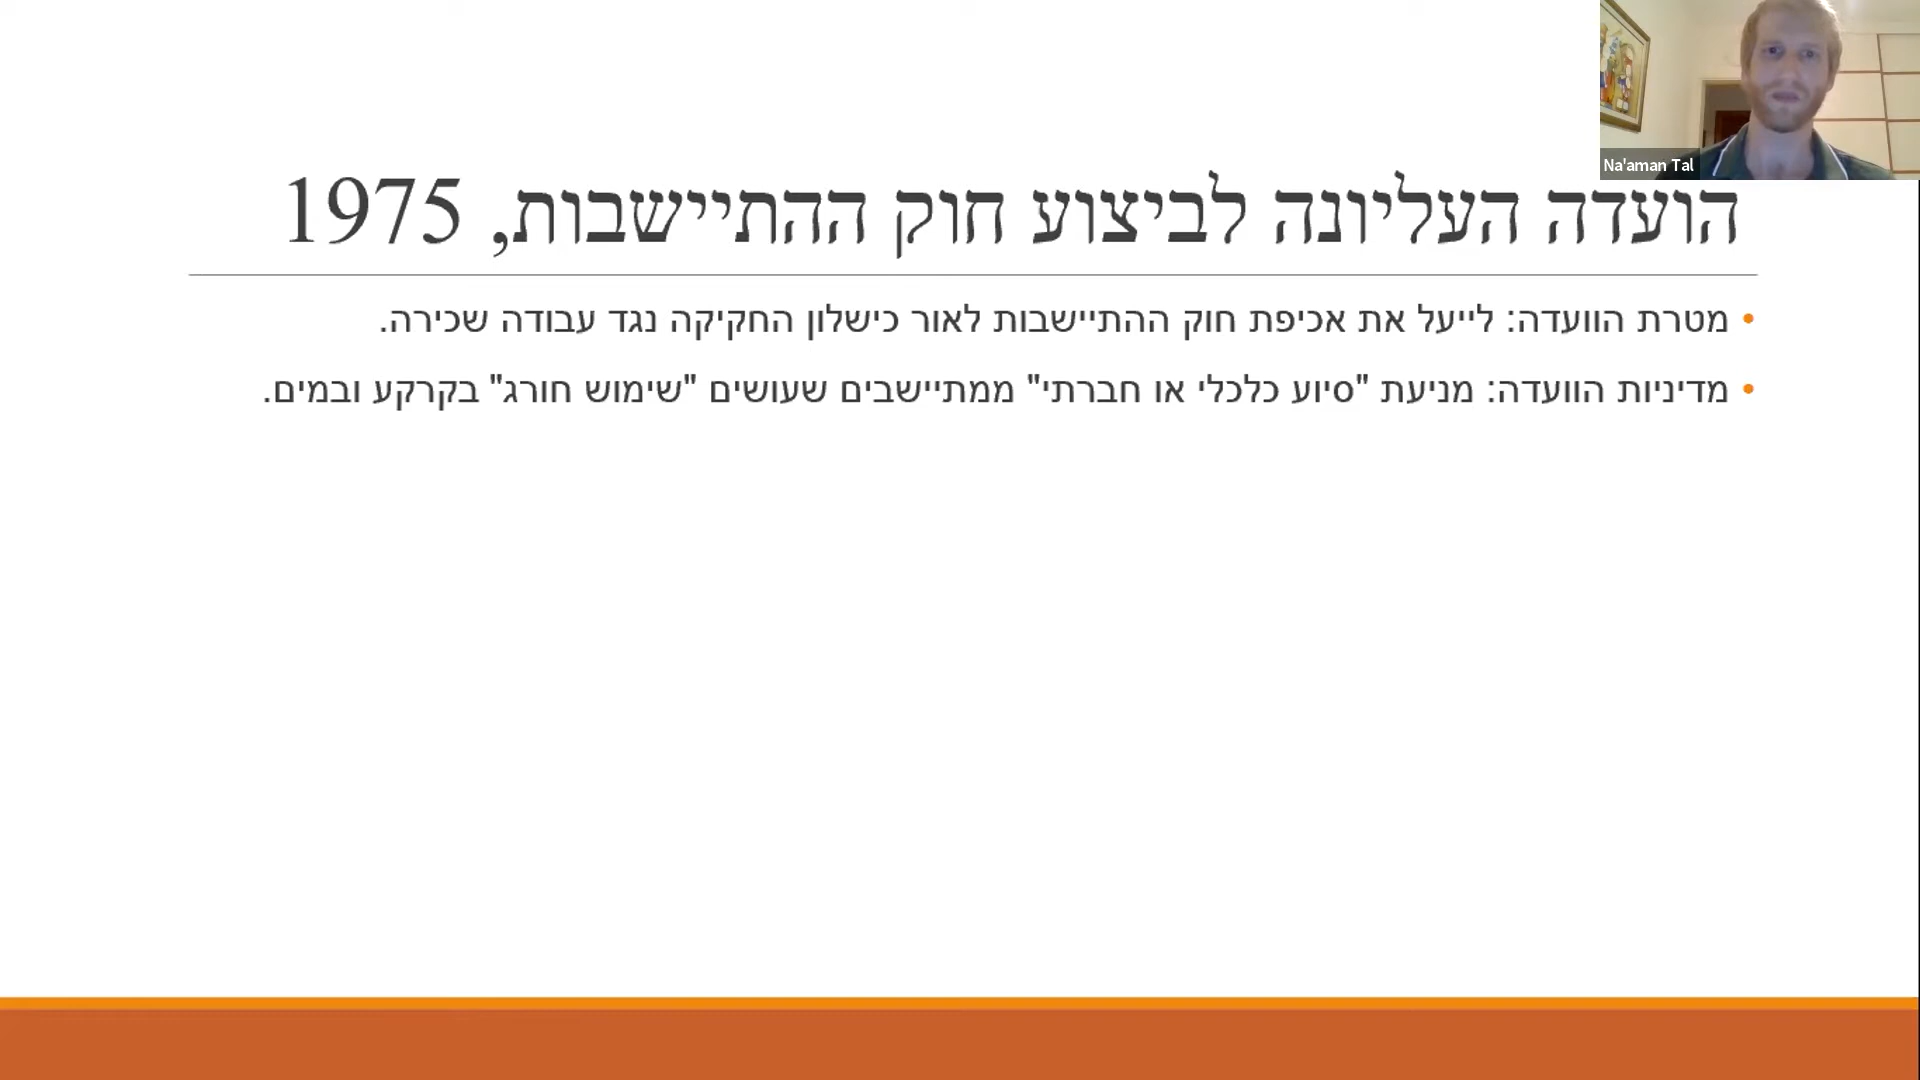 Na'aman Tal
הועדה העליונה לביצוע חוק ההתיישבות, 1975
• מטרת הוועדה: לייעל את אכיפת חוק ההתיישבות לאור כישלון החקיקה נגד עבודה שכירה.
• מדיניות הוועדה: מניעת "סיוע כלכלי או חברתי" ממתיישבים שעושים "שימוש חורג" בקרקע ובמים.